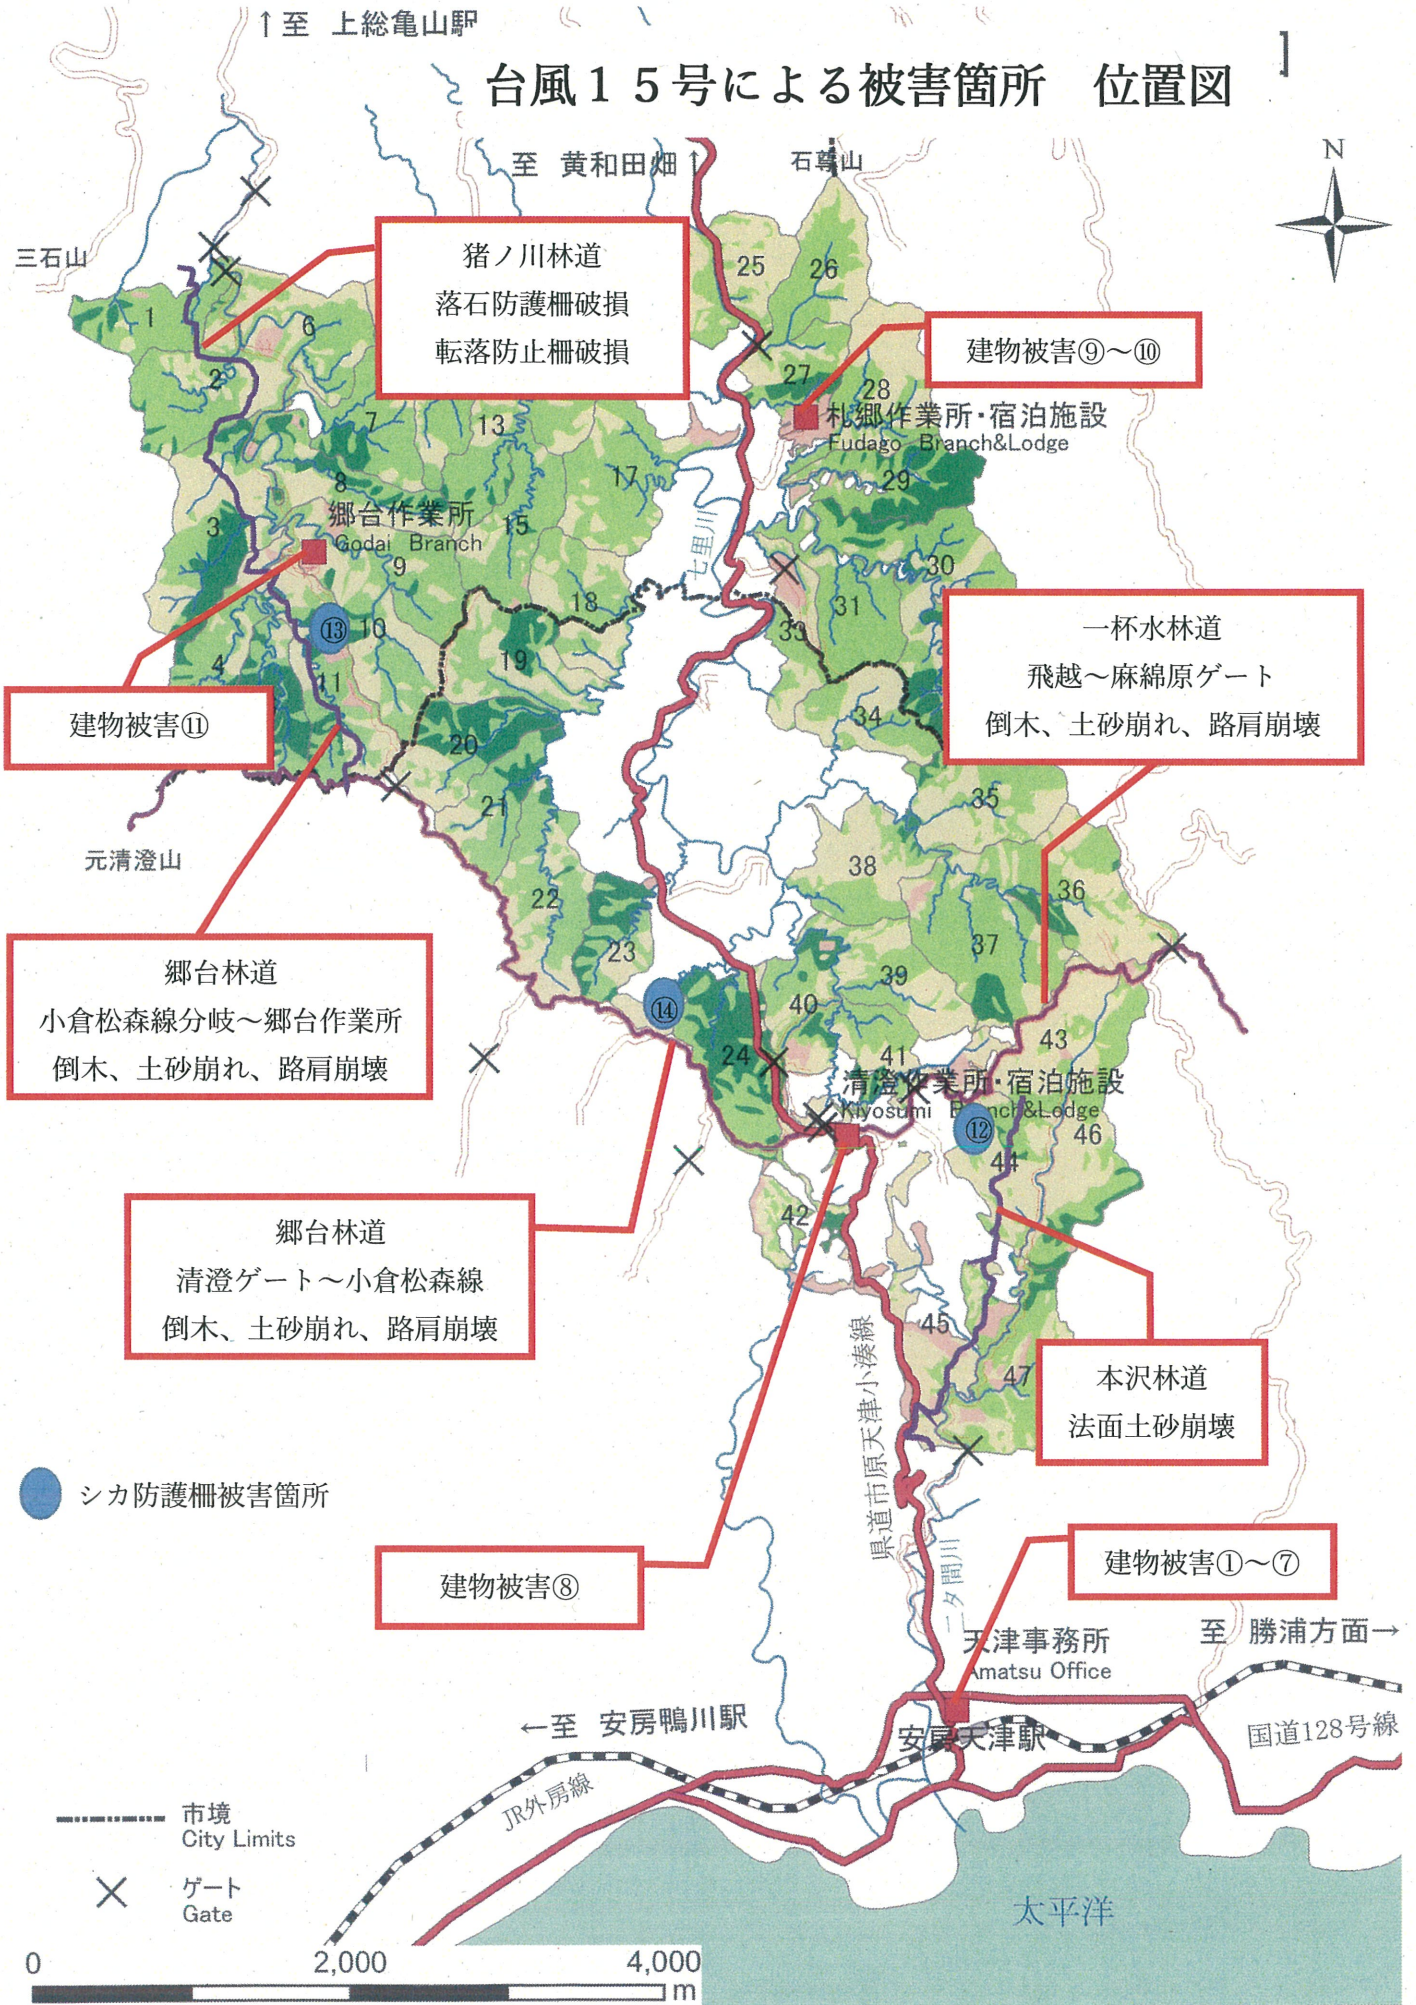 ↑至 上総亀山駅
台風１５号による被害箇所 位置図
至 黄和田畑↑
石尊山
N
三石山
猪ノ川林道
落石防護柵破損
転落防止柵破損
25
26
1
6
2
建物被害⑨～⑩
27
28
札郷作業所・宿泊施設
Fudago Branch&Lodge
7
13
17
8
29
郷台作業所
Godai Branch
3
15
七里川
9
30
18
31
33
⑬
10
4
11
19
一杯水林道
飛越～麻綿原ゲート
倒木、土砂崩れ、路肩崩壊
建物被害⑪
34
20
21
35
元清澄山
38
36
22
23
37
39
郷台林道
小倉松森線分岐～郷台作業所
倒木、土砂崩れ、路肩崩壊
⑭
40
24
41
43
清澄作業所・宿泊施設
Kiyosumi Branch&Lodge
⑫
46
44
42
郷台林道
清澄ゲート～小倉松森線
倒木、土砂崩れ、路肩崩壊
45
47
本沢林道
法面土砂崩壊
県道市原天津小湊線
シカ防護柵被害箇所
建物被害⑧
建物被害①～⑦
二タ間川
天津事務所
Amatsu Office
至 勝浦方面→
←至 安房鴨川駅
安房天津駅
国道128号線
JR外房線
市境
City Limits
ゲート
Gate
太平洋
0
2,000
4,000
m